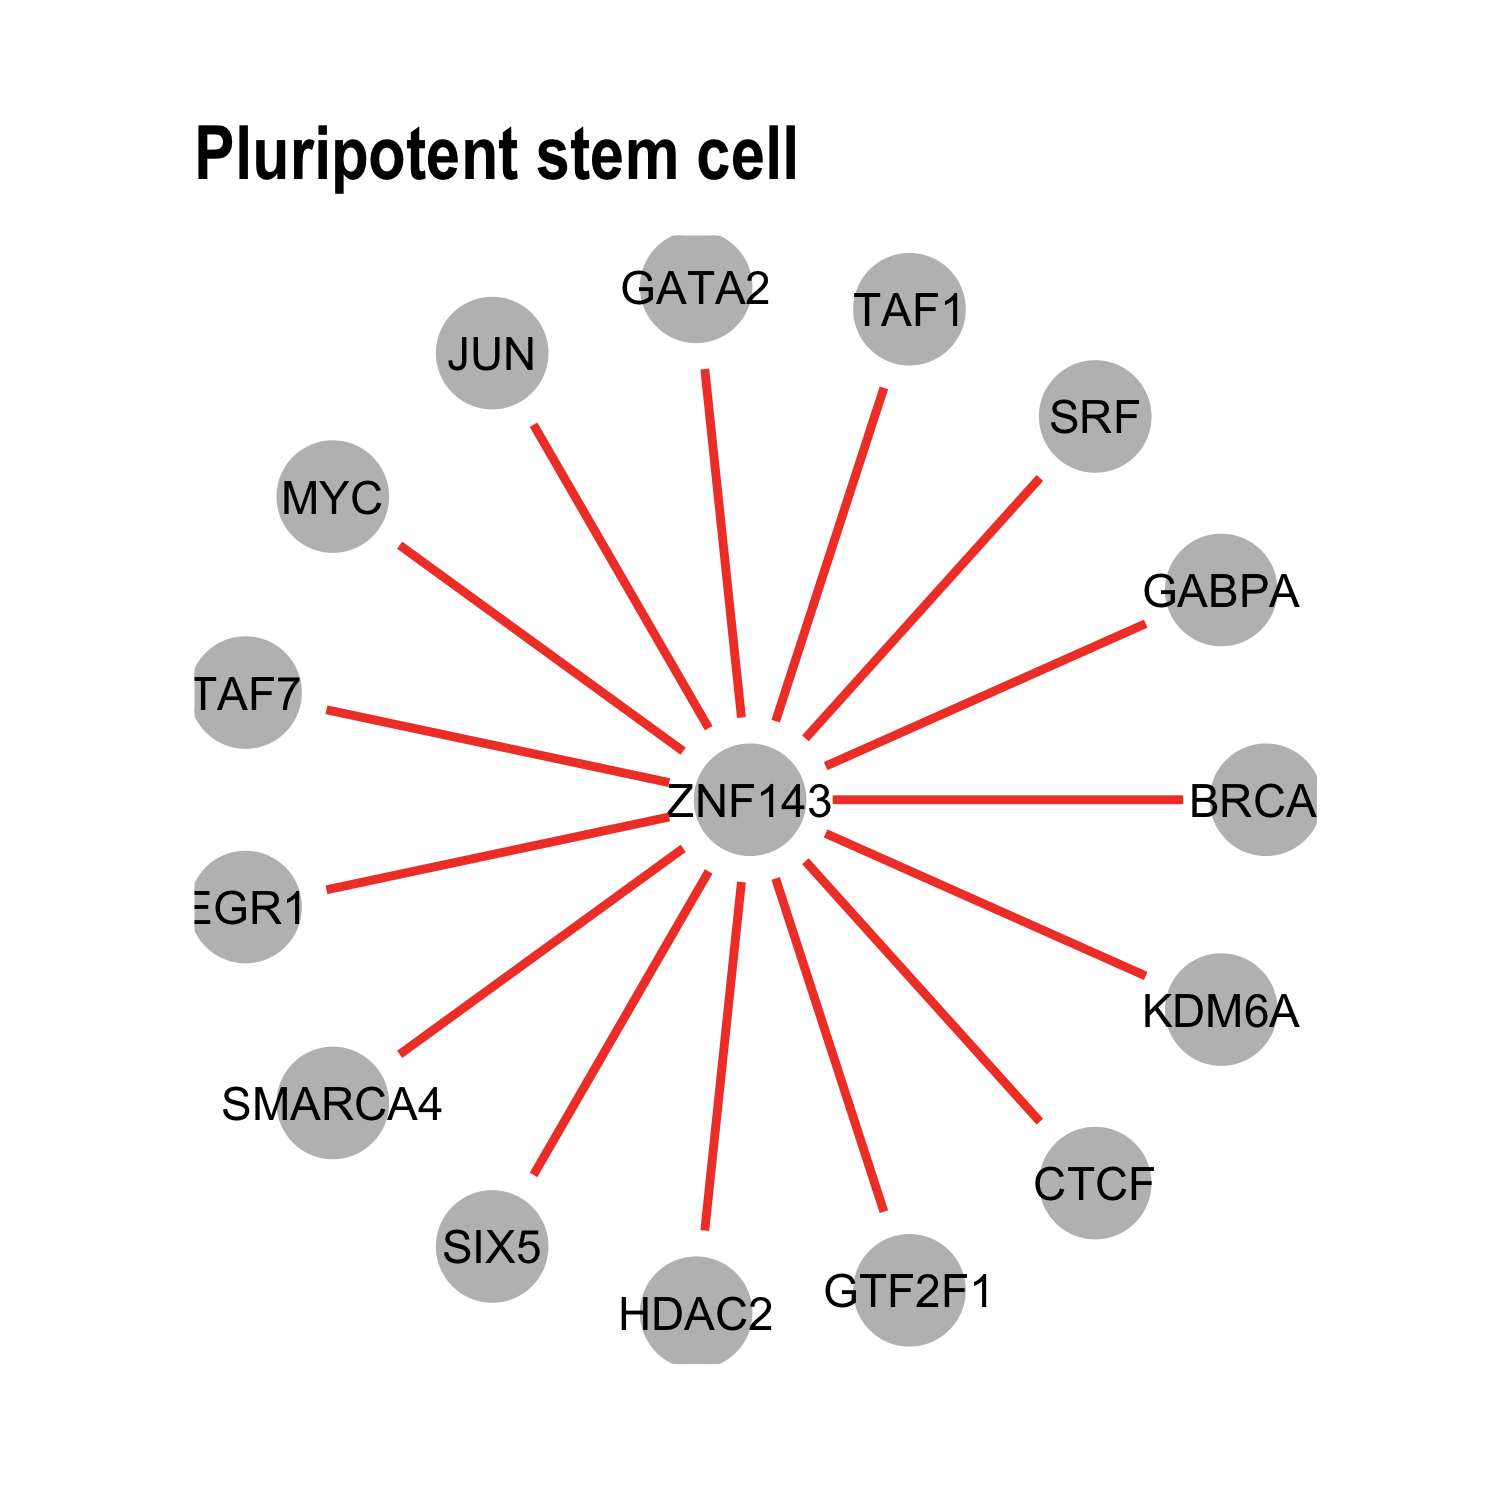 Pluripotent stem cell
GATA2
TAF1
JUN
SRF
MYC
GABPA
TAF7
ZNF143
BRCA
EGR1
KDM6A
SMARCA4
CTCF
SIX5
GTF2F1
HDAC2